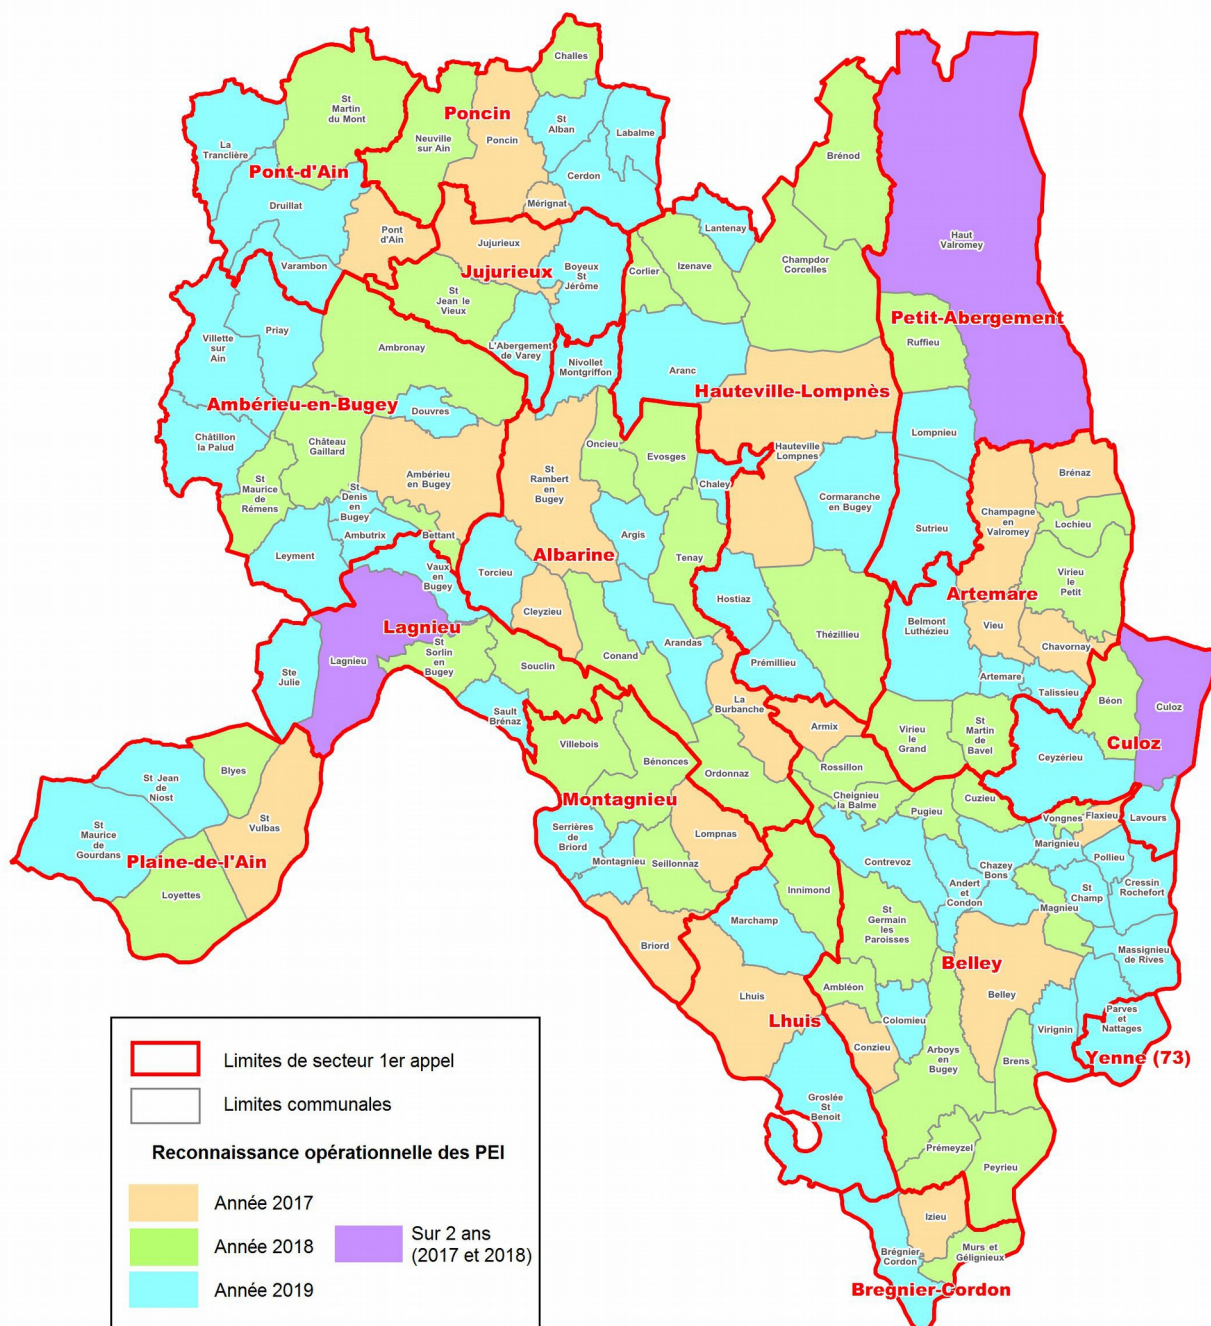 Challes
St
Martin
du Mont
Poncin
Neuville
sur Ain
Poncin
St
Alban
Labalme
La
Tranclière
Pont-d'Ain
Cerdon
Mérignat
Druillat
Pont
d'Ain
Varambon
Jujurieux
Jujurieux
Boyeux
St
Jérôme
St
Jean le
Vieux
L'Abergement
de Varey
Nivollet
Montgriffon
Brénod
Lantenay
Corlier
Izenave
Champdor
Corcelles
Haut
Valromey
Petit-Abergement
Ruffieu
Villette
sur
Ain
Priay
Ambronay
Aranc
Hauteville-Lompnès
Ambérieu-en-Bugey
Douvres
Châtillon
la Palud
Château
Gaillard
Oncieu
Evosges
Hauteville
Lompnes
Lompnieu
Ambérieu
en Bugey
St
Rambert
en
Bugey
Chaley
Cormaranche
en Bugey
Brénaz
St
Maurice
de
Rémens
St
Denis
en
Bugey
Ambutrix
Bettant
Argis
Sutrieu
Champagne
en
Valromey
Lochieu
Leyment
Albarine
Tenay
Vaux
en
Bugey
Torcieu
Virieu
le
Petit
Artemare
Hostiaz
Cleyzieu
Lagnieu
Belmont
Luthézieu
Vieu
Thézillieu
Chavornay
Lagnieu
St
Sorlin
en
Bugey
Souclin
Conand
Arandas
Prémillieu
Artemare
Talissieu
Ste
Julie
La
Burbanche
Béon
Culoz
Sault
Brénaz
Armix
Virieu
le
Grand
St
Martin
de
Bavel
Culoz
Ceyzérieu
Villebois
Bénonces
Ordonnaz
Rossillon
St Jean
de
Niost
Blyes
Montagnieu
Cheignieu
la Balme
Pugieu
Cuzieu
St
Vulbas
Vongnes
Flaxieu
Lavours
St
Maurice
de
Gourdans
Serrières
de
Briord
Lompnas
Marignieu
Plaine-de-l'Ain
Montagnieu
Seillonnaz
Contrevoz
Chazey
Bons
Pollieu
Loyettes
Innimond
Andert
et
Condon
St
Champ
Cressin
Rochefort
Magnieu
Marchamp
St
Germain
les
Paroisses
Briord
Massignieu
de Rives
Belley
Ambléon
Lhuis
Belley
Lhuis
Colomieu
Virignin
Parves
et
Nattages
Conzieu
Arboys
en
Bugey
Brens
Yenne (73)
Groslée
St
Benoit
Prémeyzel
Peyrieu
Izieu
Brégnier
Cordon
Murs et
Gélignieux
Bregnier-Cordon
Limites de secteur 1er appel
Limites communales
Reconnaissance opérationnelle des PEI
Année 2017
Année 2018
Année 2019
Sur 2 ans
(2017 et 2018)